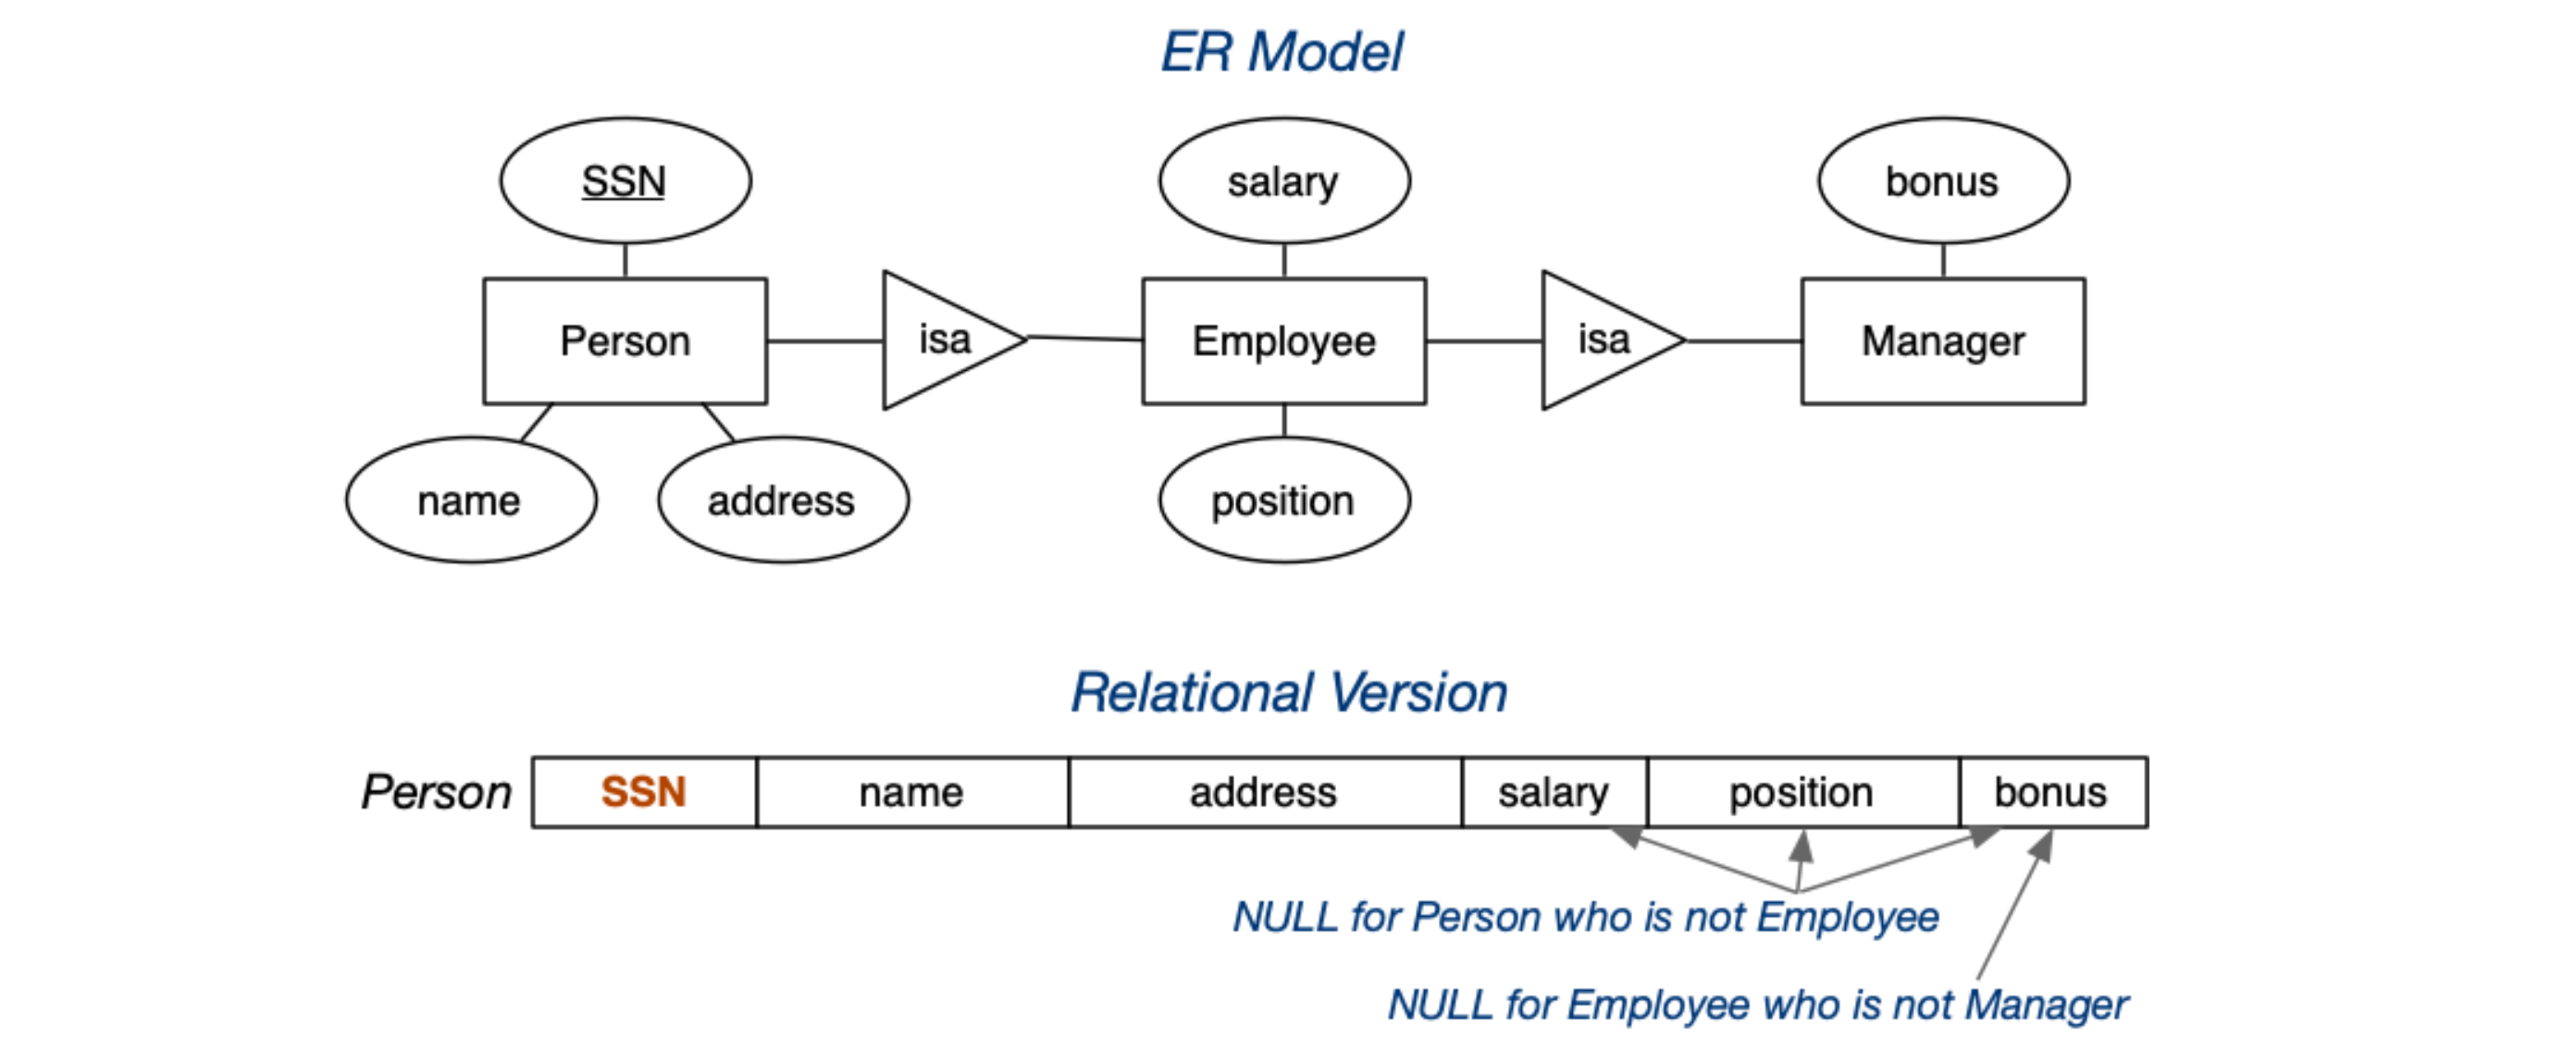 ER Model
SSN
salary
bonus
Person
isa
Employee
isa
Manager
name
address
position
Relational Version
Person
SSN
name
address
salary
position
bonus
NULL for Person who is not Employee
NULL for Employee who is not Manager